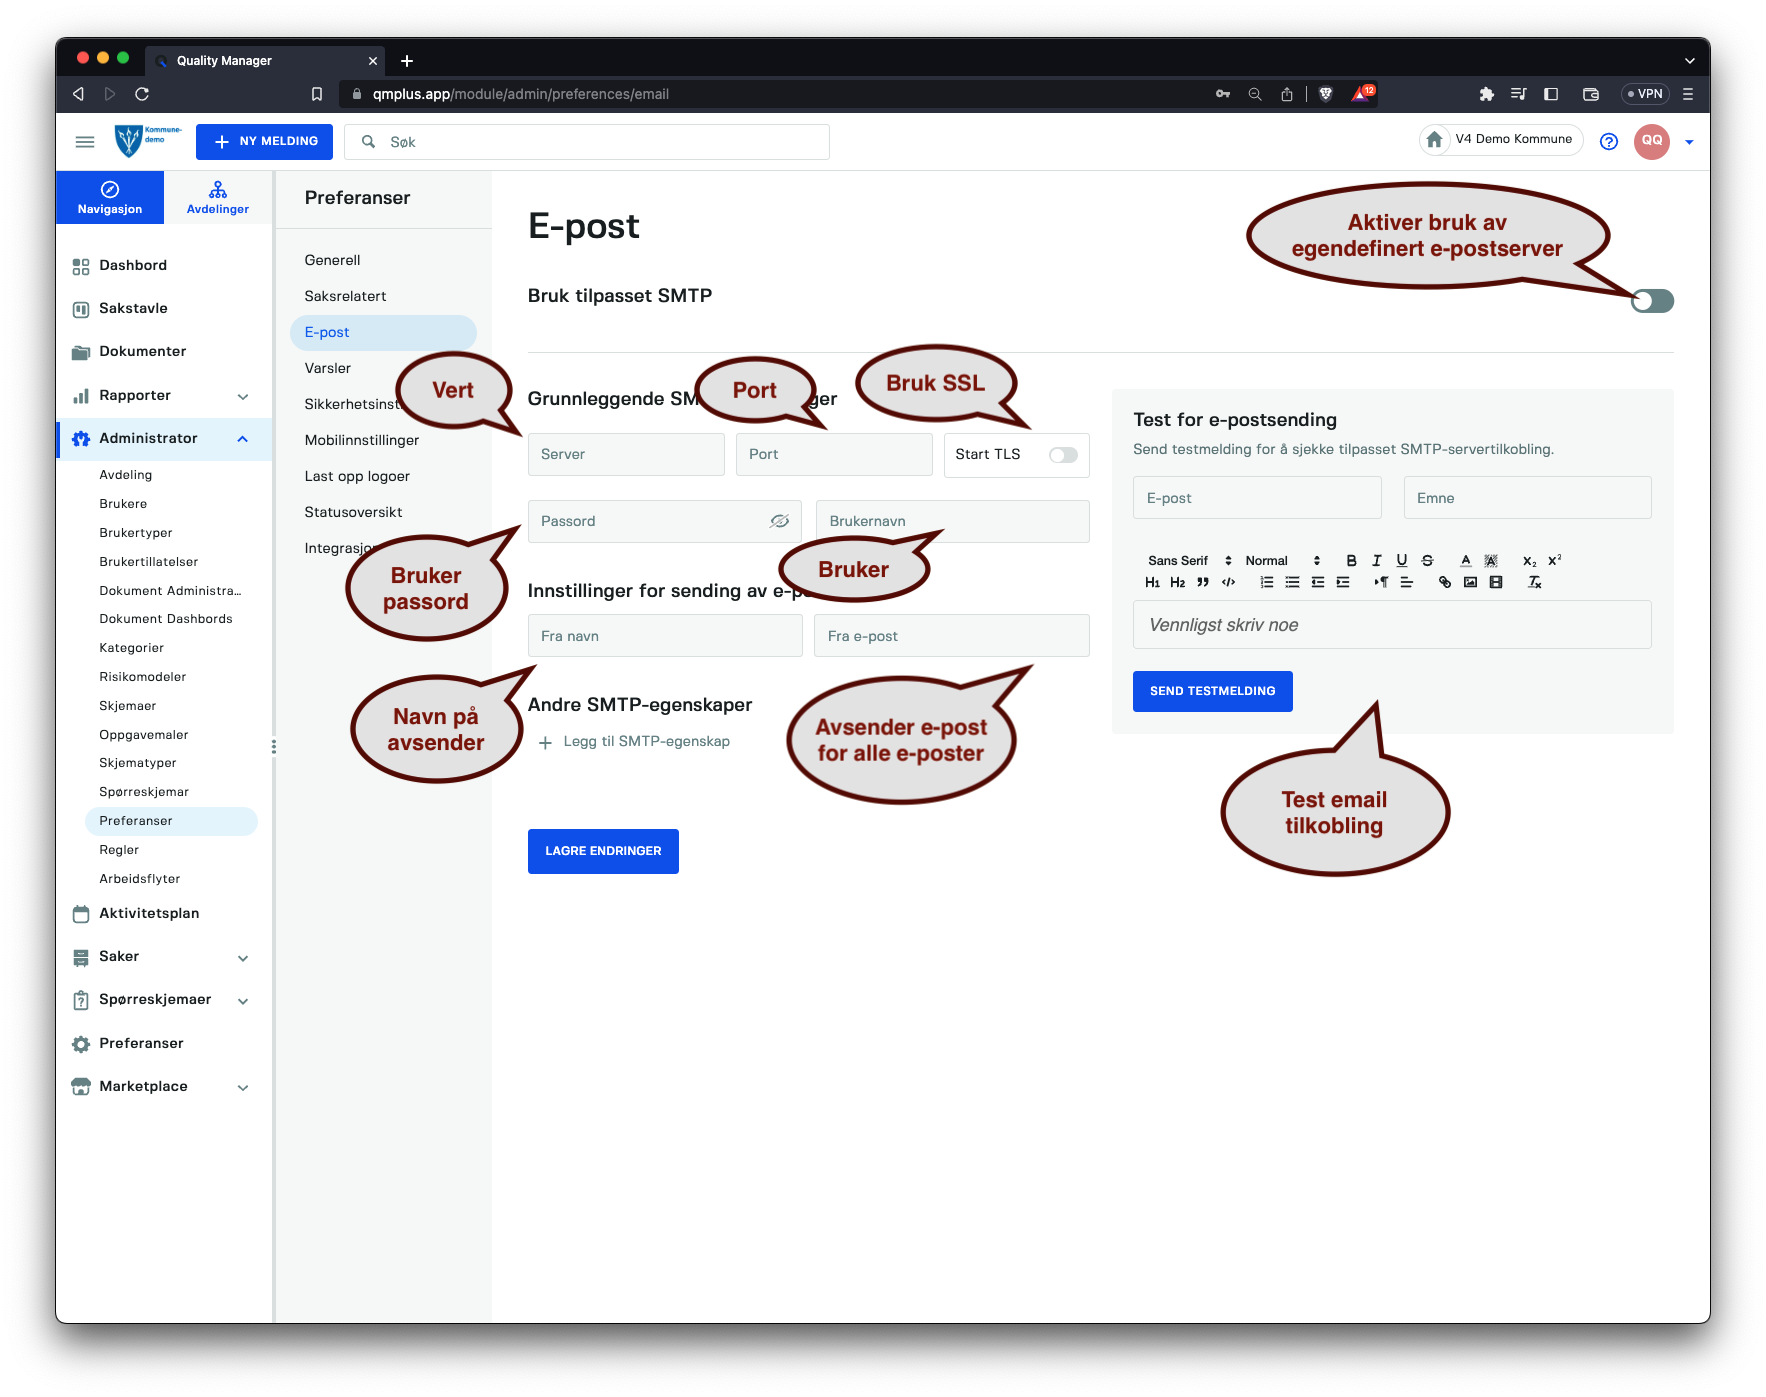 Quality Manager
qmplus.app/module/admin/preferences/email
12
VPN
Kommune-
demo
NY MELDING
Søk
V4 Demo Kommune
QQ
Navigasjon
Avdelinger
Dashbord
Sakstavle
Dokumenter
Rapporter
Administrator
Avdeling
Brukere
Brukertyper
Brukertillatelser
Dokument Administra...
Dokument Dashbords
Kategorier
Risikomodeler
Skjemaer
Oppgavemaler
Skjematyper
Spørreskjemar
Preferanser
Regler
Arbeidsflyter
Aktivitetsplan
Saker
Spørreskjemaer
Preferanser
Marketplace
Preferanser
Generell
Saksrelatert
E-post
Varsler
Mobilinnstillinger
Last opp logoer
Statusoversikt
E-post
Aktiver bruk av
egendefinert e-postserver
Bruk tilpasset SMTP
Vert
Port
Bruk SSL
Grunnleggende
Server
Port
Start TLS
Passord
Brukernavn
Bruker
passord
Bruker
Innstillinger for sending av
Fra navn
Fra e-post
Navn på
avsender
Andre SMTP-egenskaper
Legg til SMTP-egenskap
Avsender e-post
for alle e-poster
LAGRE ENDRINGER
Test for e-postsending
Send testmelding for å sjekke tilpasset SMTP-servertilkobling.
E-post
Emne
Sans Serif
Normal
B I U S A A X₂ X²
H1 H2
Vennligst skriv noe
SEND TESTMELDING
Test email
tilkobling